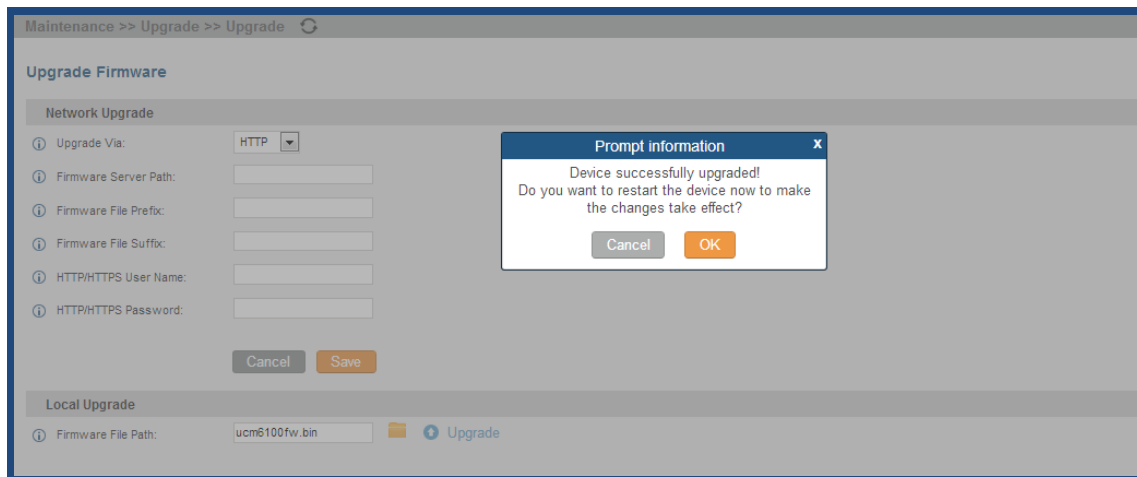 Maintenance >> Upgrade >> Upgrade
Upgrade Firmware
Network Upgrade
Upgrade Via:
HTTP
Firmware Server Path:
Firmware File Prefix:
Firmware File Suffix:
HTTP/HTTPS User Name:
HTTP/HTTPS Password:
Cancel
Save
Prompt information
X
Device successfully upgraded!
Do you want to restart the device now to make
the changes take effect?
Cancel
OK
Local Upgrade
Firmware File Path:
ucm6100fw.bin
Upgrade